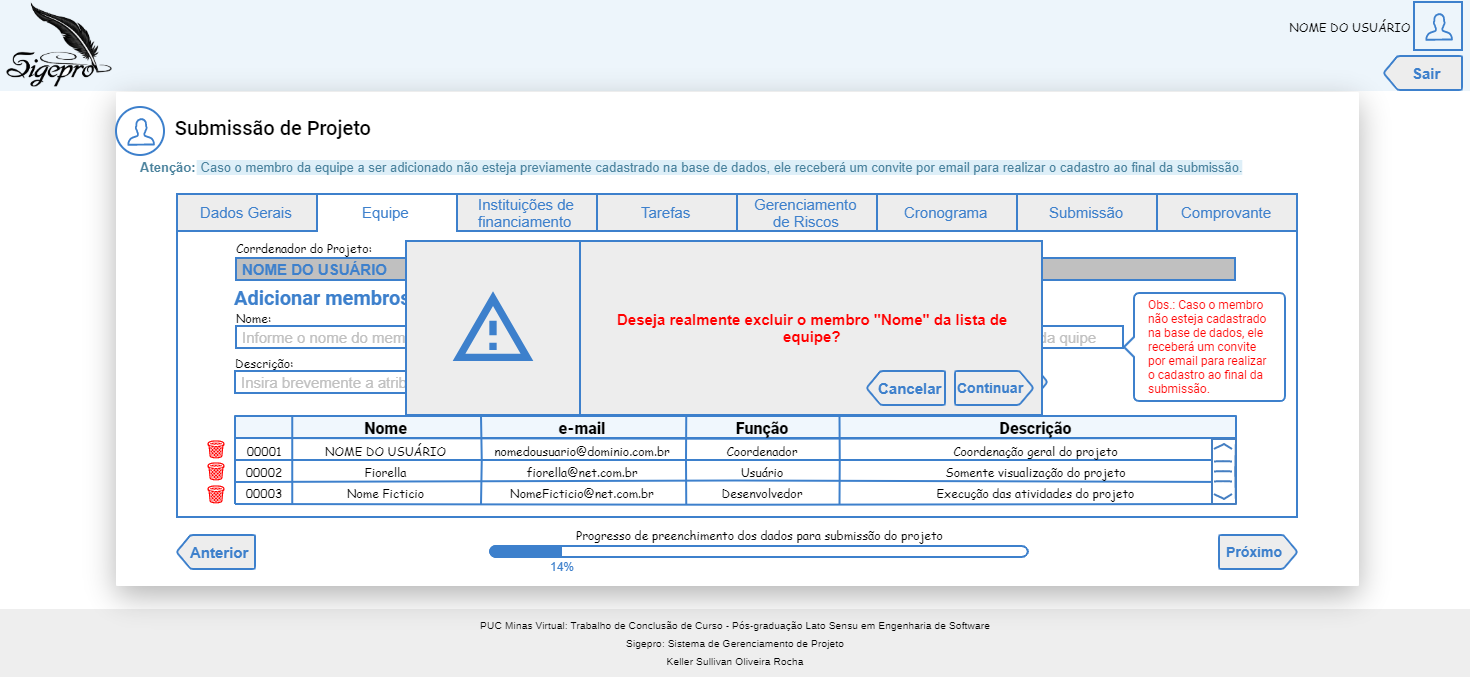 Sigepro
NOME DO USUÁRIO
Sair
Submissão de Projeto
Atenção: Caso o membro da equipe a ser adicionado não esteja previamente cadastrado na base de dados, ele receberá um convite por email para realizar o cadastro ao final da submissão.
Dados Gerais
Equipe
Instituições de
financiamento
Tarefas
Gerenciamento
de Riscos
Cronograma
Submissão
Comprovante
Corrdenador do Projeto:
NOME DO USUÁRIO
Adicionar membros
Nome:
Informe o nome do mem
da quipe
Descrição:
Insira brevemente a atrib
Deseja realmente excluir o membro "Nome" da lista de
equipe?
Cancelar
Continuar
Obs.: Caso o membro
não esteja cadastrado
na base de dados, ele
receberá um convite
por email para realizar
o cadastro ao final da
submissão.
Nome e-mail Função Descrição
00001 NOME DO USUÁRIO nomedousuario@dominio.com.br Coordenador Coordenação geral do projeto
00002 Fiorella fiorella@net.com.br Usuário Somente visualização do projeto
00003 Nome Ficticio NomeFicticio@net.com.br Desenvolvedor Execução das atividades do projeto
Progresso de preenchimento dos dados para submissão do projeto
Anterior
14%
Próximo
PUC Minas Virtual: Trabalho de Conclusão de Curso - Pós-graduação Lato Sensu em Engenharia de Software
Sigepro: Sistema de Gerenciamento de Projeto
Keller Sullivan Oliveira Rocha